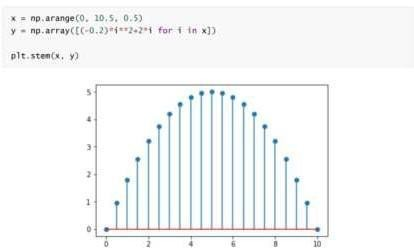 x = np.arange(0, 10.5, 0.5)
y = np.array([(-0.2)*i**2+2*i for i in x])
plt.stem(x, y)
5
4
3
2
1
0
0 2 4 6 8 10